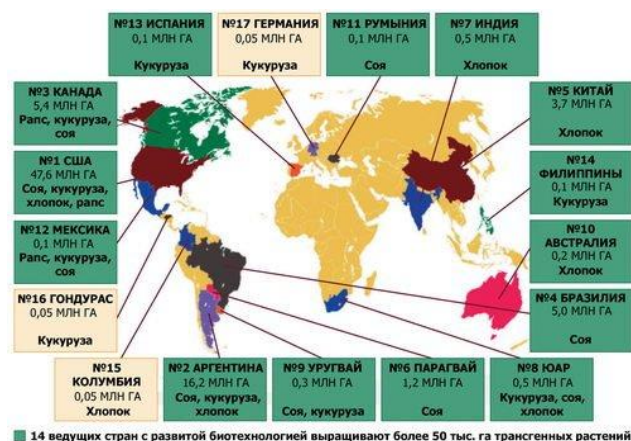 №13 ИСПАНИЯ
0,1 МЛН ГА
Кукуруза
№17 ГЕРМАНИЯ
0,05 МЛН ГА
Кукуруза
№11 РУМЫНИЯ
0,1 МЛН ГА
Соя
№7 ИНДИЯ
0,5 МЛН ГА
Хлопок
№3 КАНАДА
5,4 МЛН ГА
Рапс, кукуруза,
соя
№5 КИТАЙ
3,7 МЛН ГА
Хлопок
№1 США
47,6 МЛН ГА
Соя, кукуруза,
хлопок, рапс
№14
ФИЛИППИНЫ
0,1 МЛН ГА
Кукуруза
№12 МЕКСИКА
0,1 МЛН ГА
Рапс, кукуруза,
соя
№10
АВСТРАЛИЯ
0,2 МЛН ГА
Хлопок
№16 ГОНДУРАС
0,05 МЛН ГА
Кукуруза
№4 БРАЗИЛИЯ
5,0 МЛН ГА
Соя
№15
КОЛУМБИЯ
0,05 МЛН ГА
Хлопок
№2 АРГЕНТИНА
16,2 МЛН ГА
Соя, кукуруза,
хлопок
№9 УРУГВАЙ
0,3 МЛН ГА
Соя, кукуруза
№6 ПАРАГВАЙ
1,2 МЛН ГА
Соя
№8 ЮАР
0,5 МЛН ГА
Кукуруза, соя,
хлопок
14 ведущих стран с развитой биотехнологией выращивают более 50 тыс. га трансгенных растений